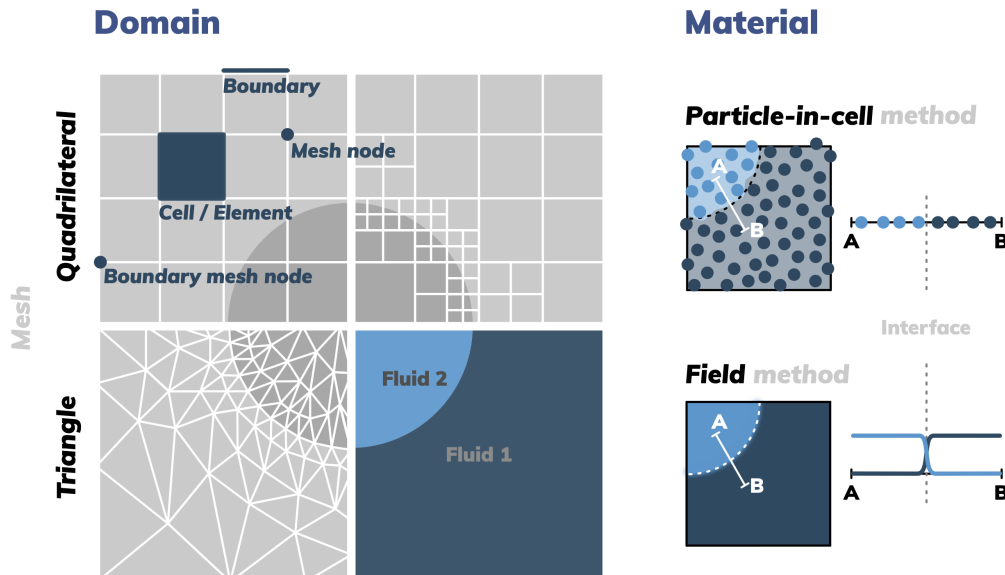 Domain
Material
Boundary
Mesh node
Cell / Element
Boundary mesh node
Quadrilateral
Mesh
Triangle
Fluid 2
Fluid 1
Particle-in-cell method
A
B
A
B
Interface
Field method
A
B
A
B